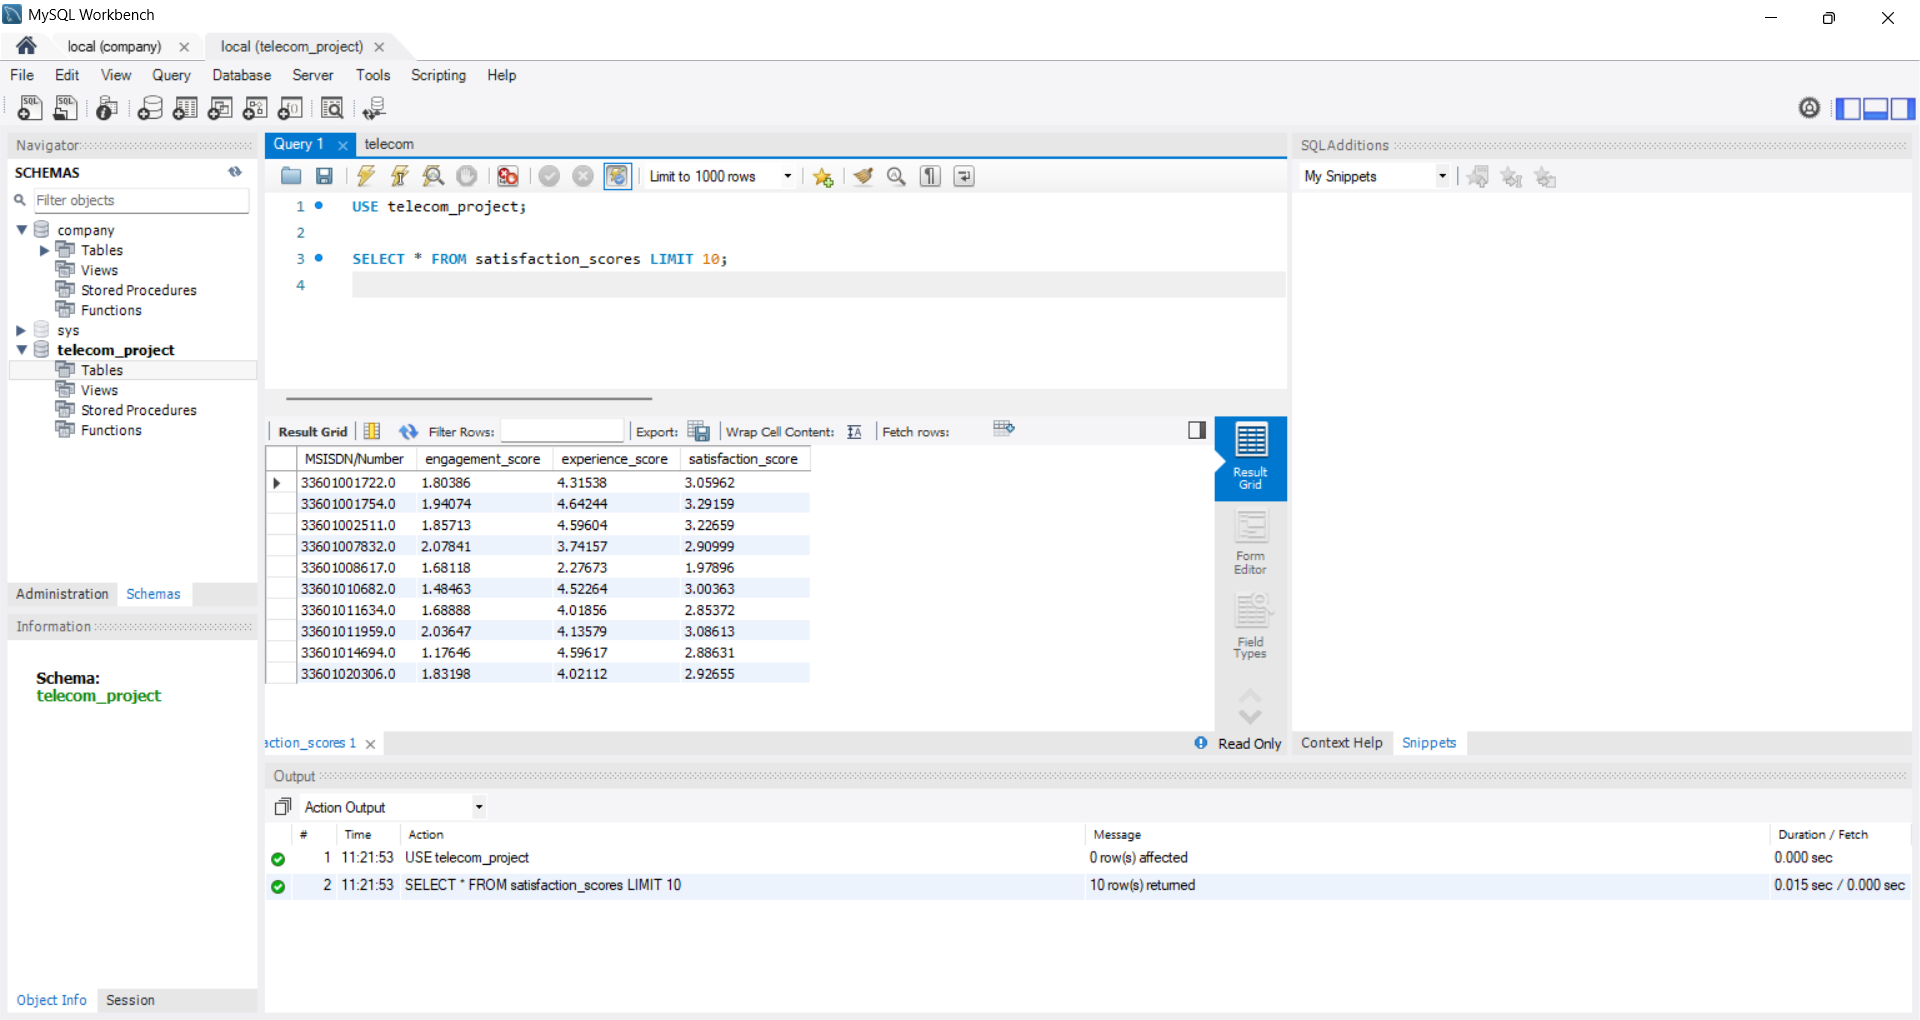 MySQL Workbench
local (company)
local (telecom_project)
File Edit View Query Database Server Tools Scripting Help
Navigator
SCHEMAS
Filter objects
company
Tables
Views
Stored Procedures
Functions
sys
telecom_project
Tables
Views
Stored Procedures
Functions
Administration Schemas
Information
Schema:
telecom_project
Object Info Session
Query 1 telecom
Limit to 1000 rows
1 USE telecom_project;
2
3 SELECT * FROM satisfaction_scores LIMIT 10;
4
Result Grid Filter Rows: Export: Wrap Cell Content: Fetch rows:
MSISDN/Number engagement_score experience_score satisfaction_score
33601001722.0 1.80386 4.31538 3.05962
33601001754.0 1.94074 4.64244 3.29159
33601002511.0 1.85713 4.59604 3.22659
33601007832.0 2.07841 3.74157 2.90999
33601008617.0 1.68118 2.27673 1.97896
33601010682.0 1.48463 4.52264 3.00363
33601011634.0 1.68888 4.01856 2.85372
33601011959.0 2.03647 4.13579 3.08613
33601014694.0 1.17646 4.59617 2.88631
33601020306.0 1.83198 4.02112 2.92655
Result
Grid
Form
Editor
Field
Types
action_scores 1
Read Only
SQLAdditions
My Snippets
Context Help Snippets
Output
Action Output
# Time Action Message Duration / Fetch
1 11:21:53 USE telecom_project 0 row(s) affected 0.000 sec
2 11:21:53 SELECT * FROM satisfaction_scores LIMIT 10 10 row(s) returned 0.015 sec / 0.000 sec